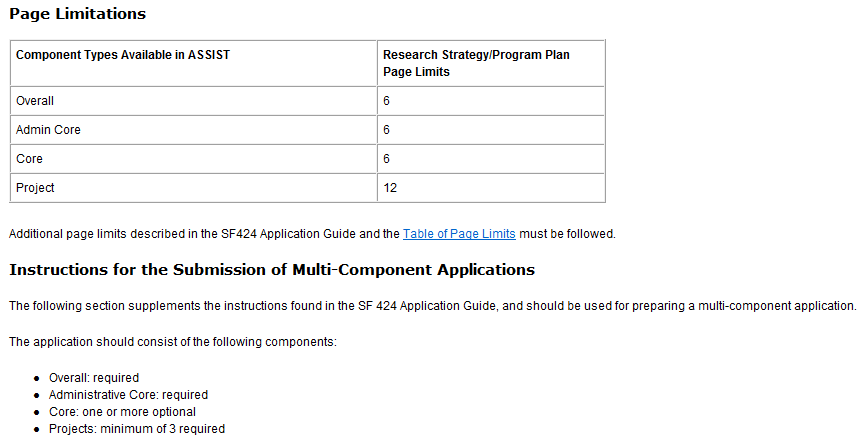 Page Limitations
Component Types Available in ASSIST
Research Strategy/Program Plan
Page Limits
Overall
6
Admin Core
6
Core
6
Project
12
Additional page limits described in the SF424 Application Guide and the Table of Page Limits must be followed.
Instructions for the Submission of Multi-Component Applications
The following section supplements the instructions found in the SF 424 Application Guide, and should be used for preparing a multi-component application.
The application should consist of the following components:
• Overall: required
• Administrative Core: required
• Core: one or more optional
• Projects: minimum of 3 required